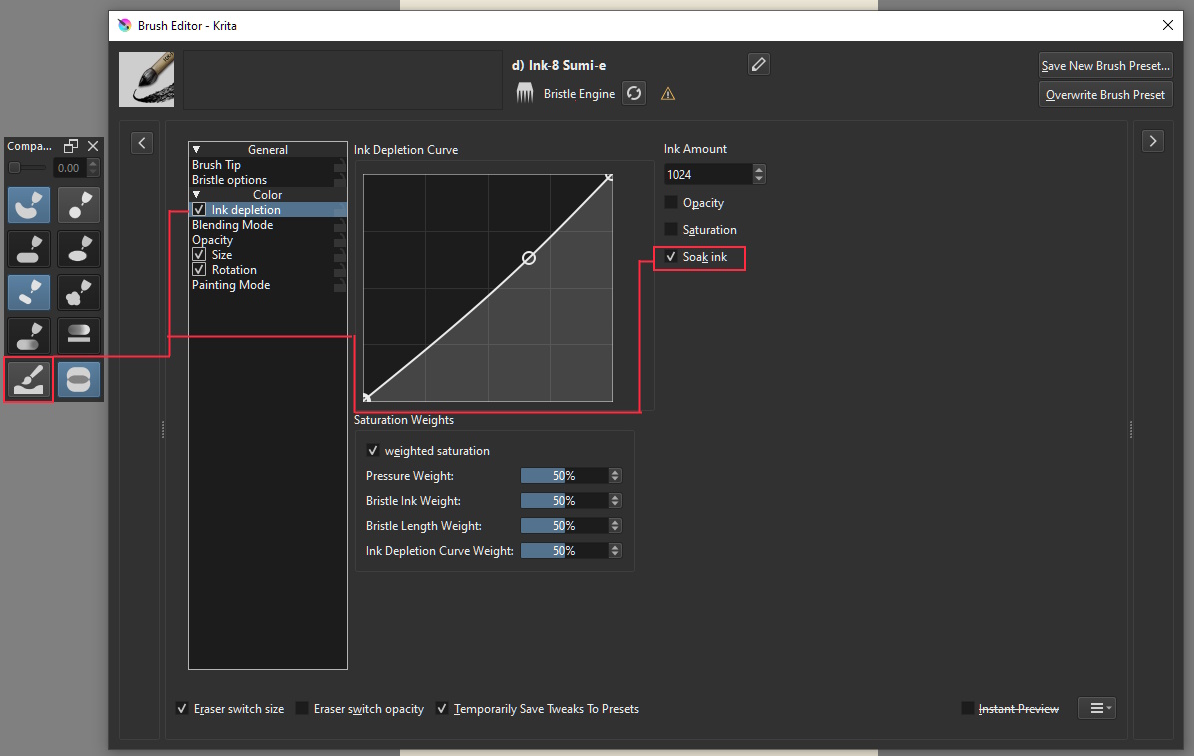 Brush Editor - Krita
d) Ink-8 Sumi-e
Bristle Engine
Save New Brush Preset...
Overwrite Brush Preset
Compa...
0.00
General
Brush Tip
Bristle options
Color
Ink depletion
Blending Mode
Opacity
Size
Rotation
Painting Mode
Ink Depletion Curve
Ink Amount
1024
Opacity
Saturation
Soak ink
Saturation Weights
weighted saturation
Pressure Weight: 50%
Bristle Ink Weight: 50%
Bristle Length Weight: 50%
Ink Depletion Curve Weight: 50%
Eraser switch size Eraser switch opacity Temporarily Save Tweaks To Presets Instant Preview